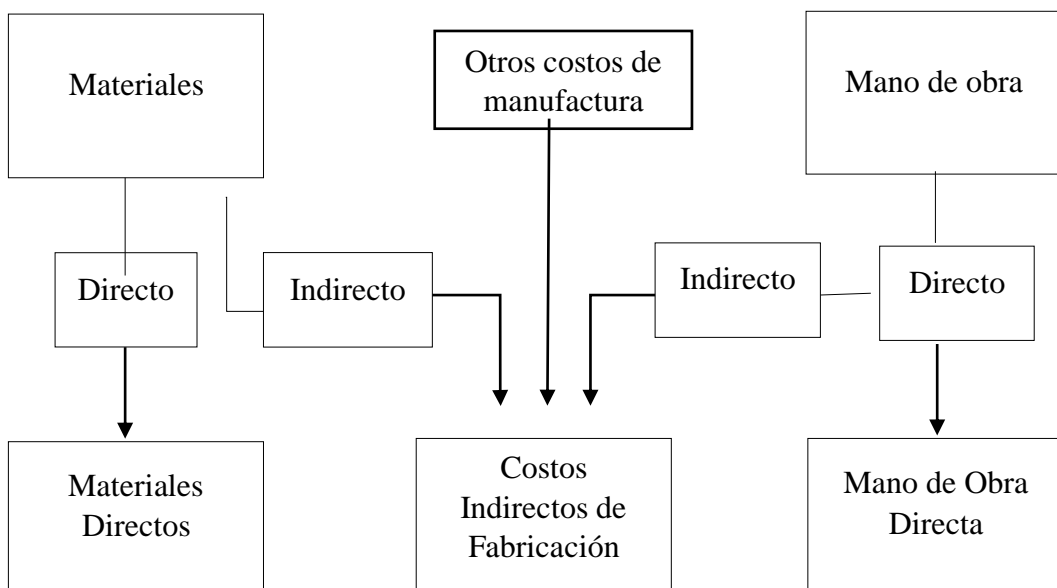 Materiales
Otros costos de
manufactura
Mano de obra
Directo
Indirecto
Indirecto
Directo
Materiales
Directos
Costos
Indirectos de
Fabricación
Mano de Obra
Directa